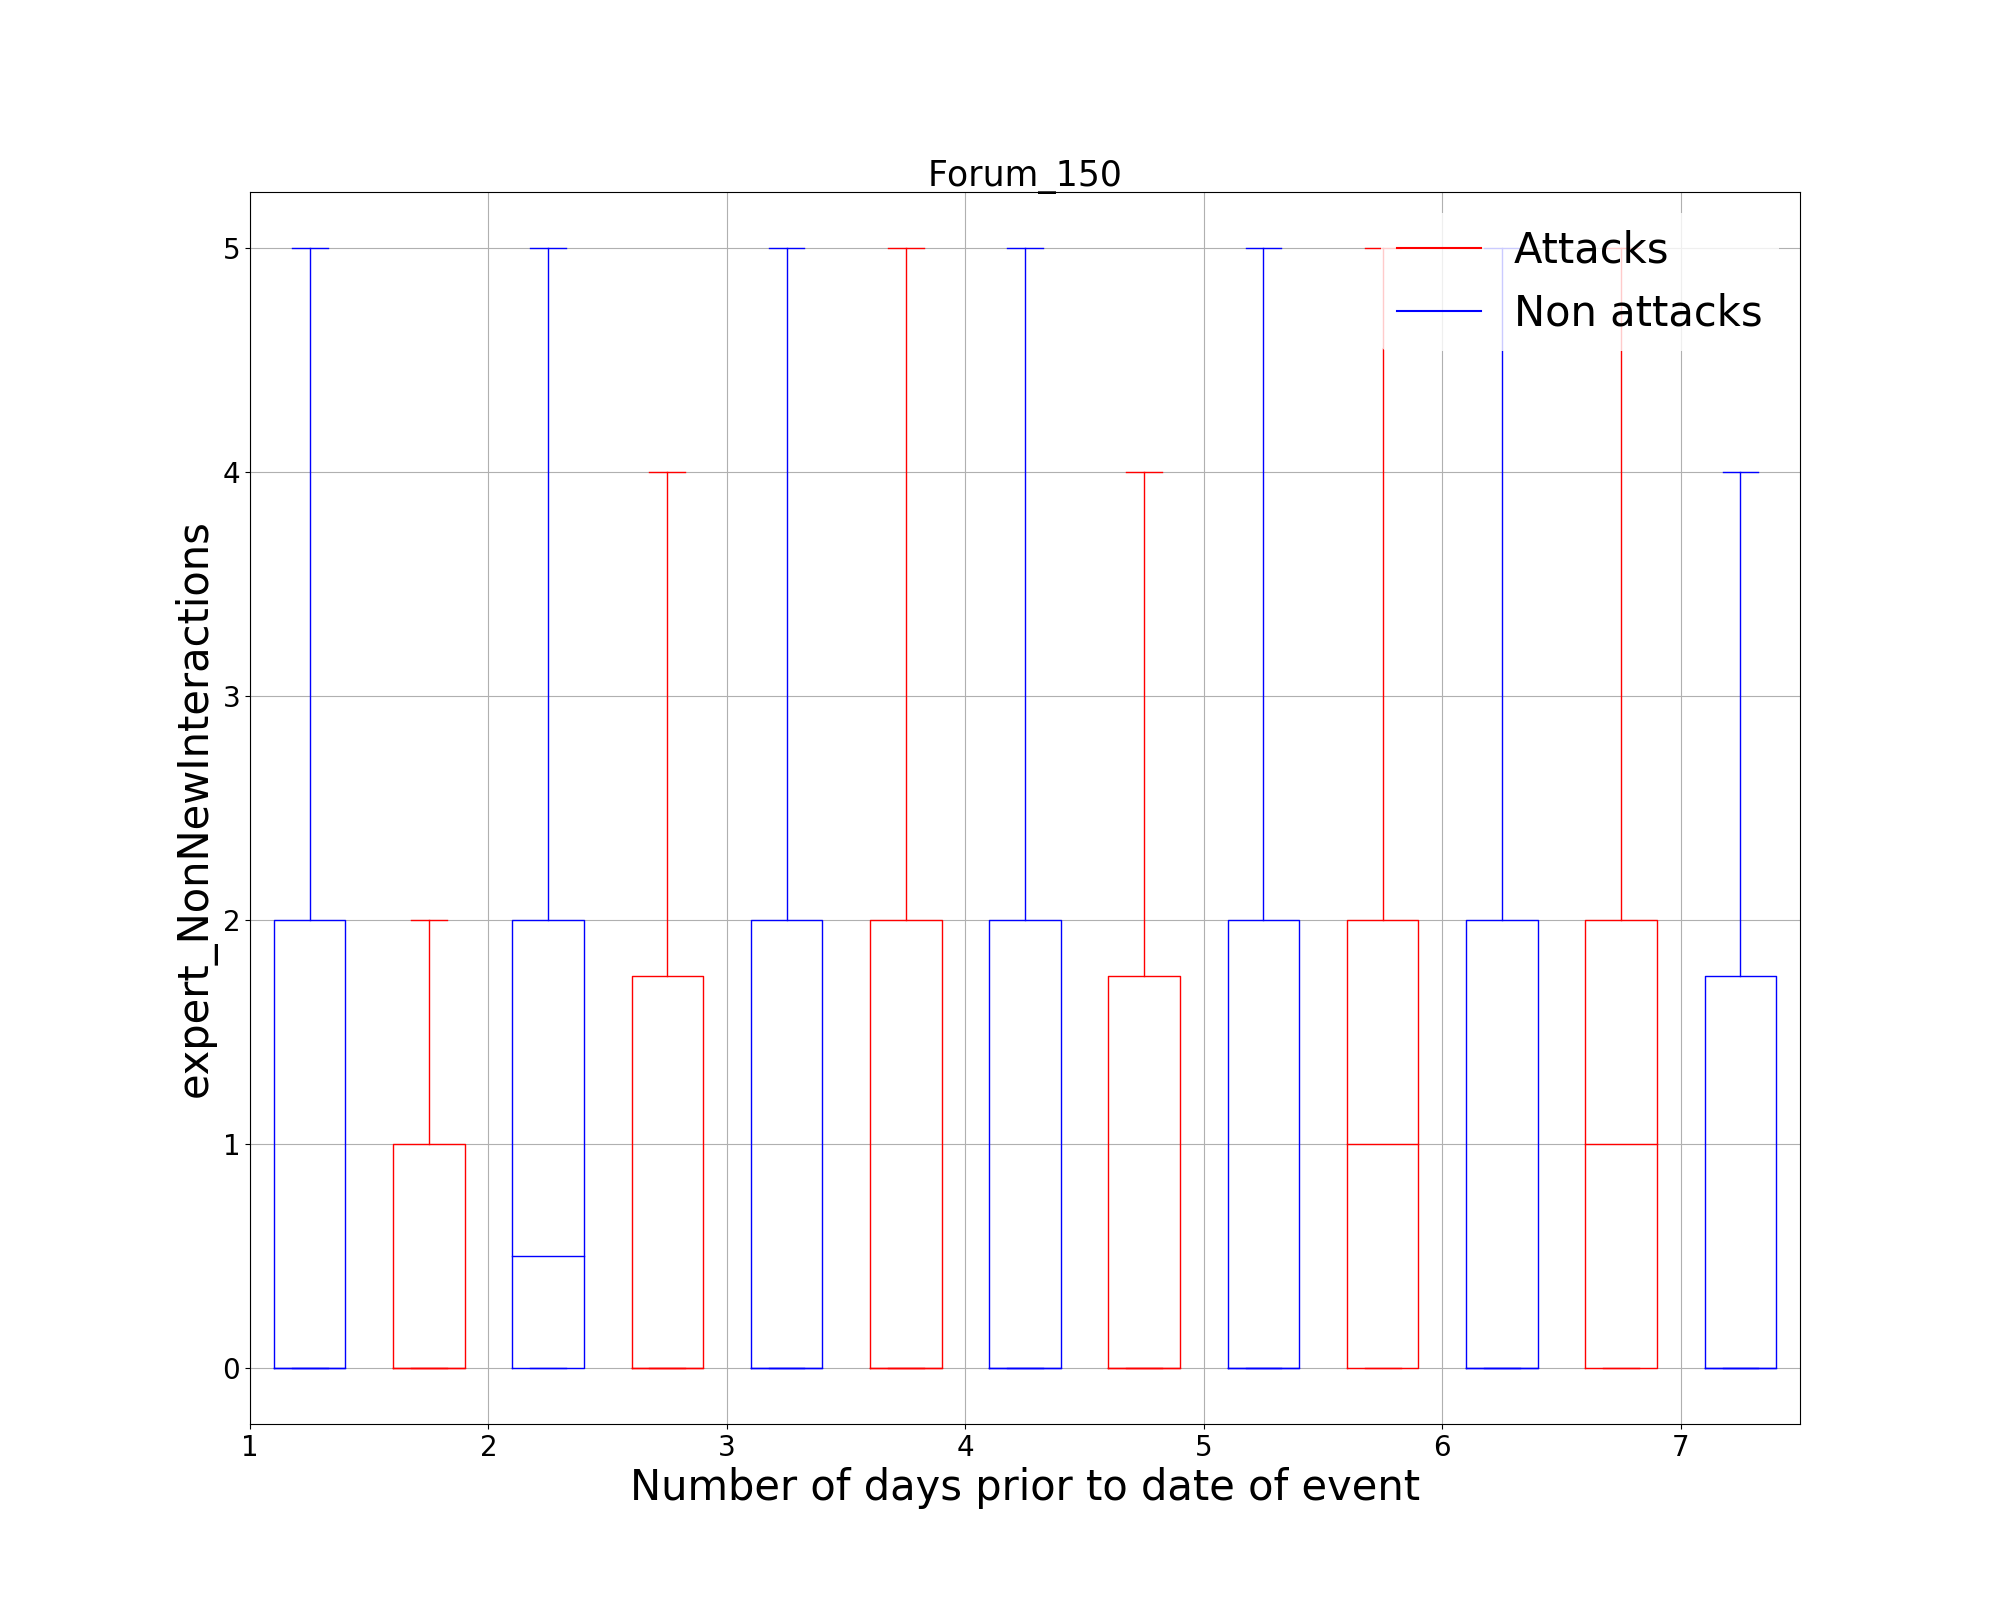 Forum_150
Attacks
Non attacks
expert_NonNewInteractions
5
4
3
2
1
0
1 2 3 4 5 6 7
Number of days prior to date of event